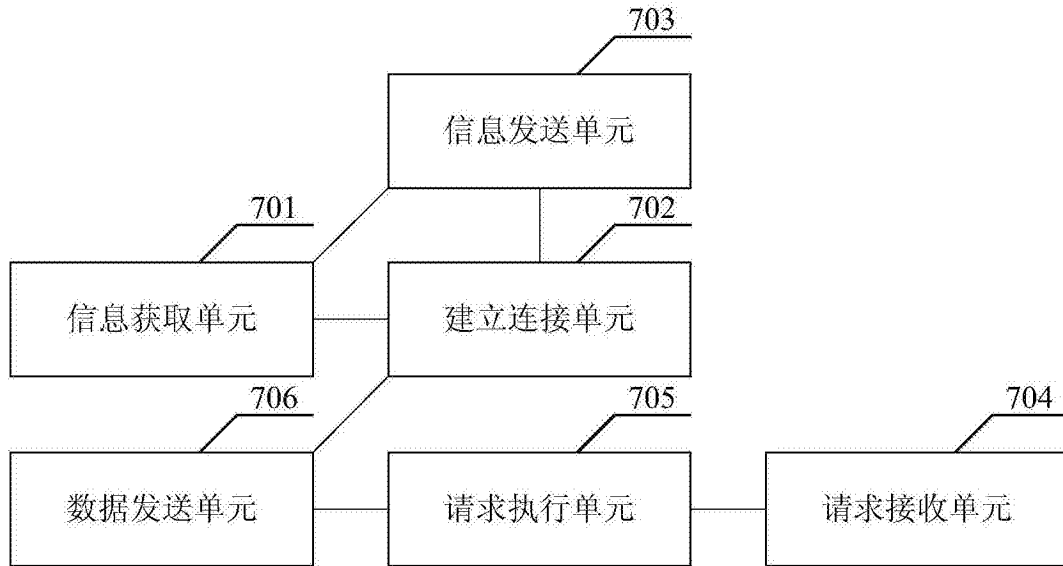 703
信息发送单元
701
702
信息获取单元
建立连接单元
706
705
704
数据发送单元
请求执行单元
请求接收单元